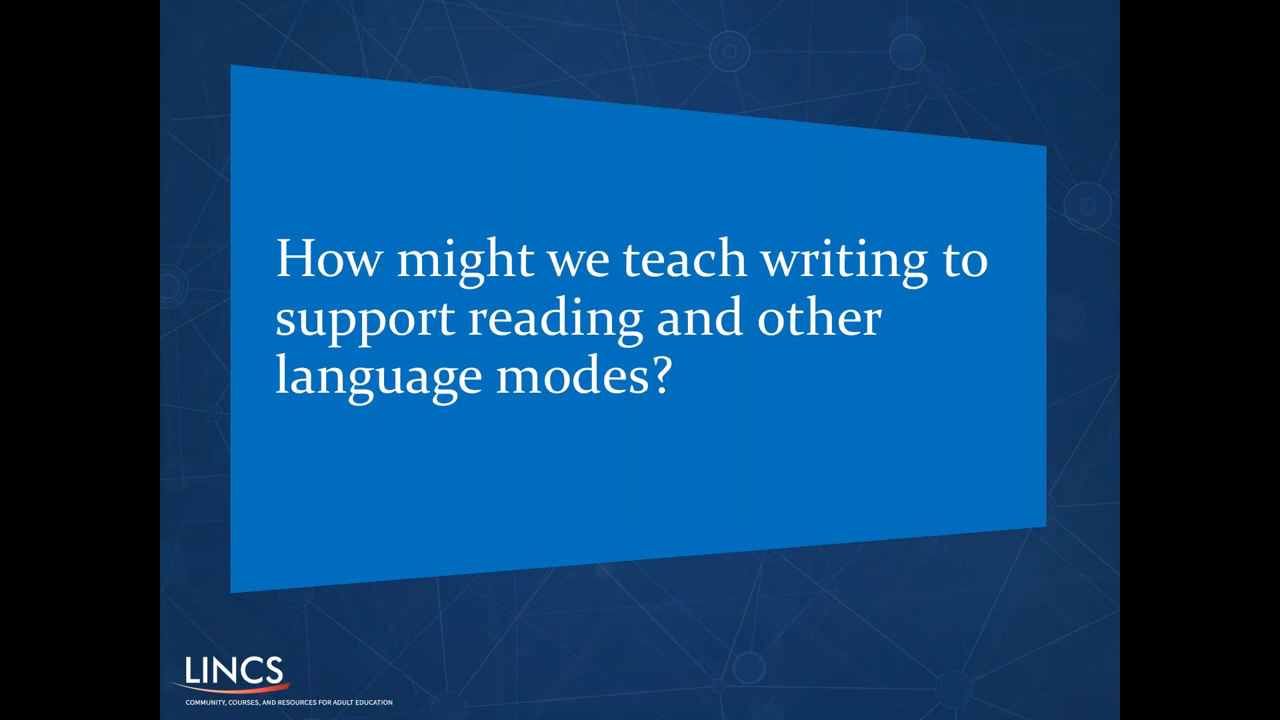 How might we teach writing to
support reading and other
language modes?
LINCS
COMMUNITY, COURSES, AND RESOURCES FOR ADULT EDUCATION